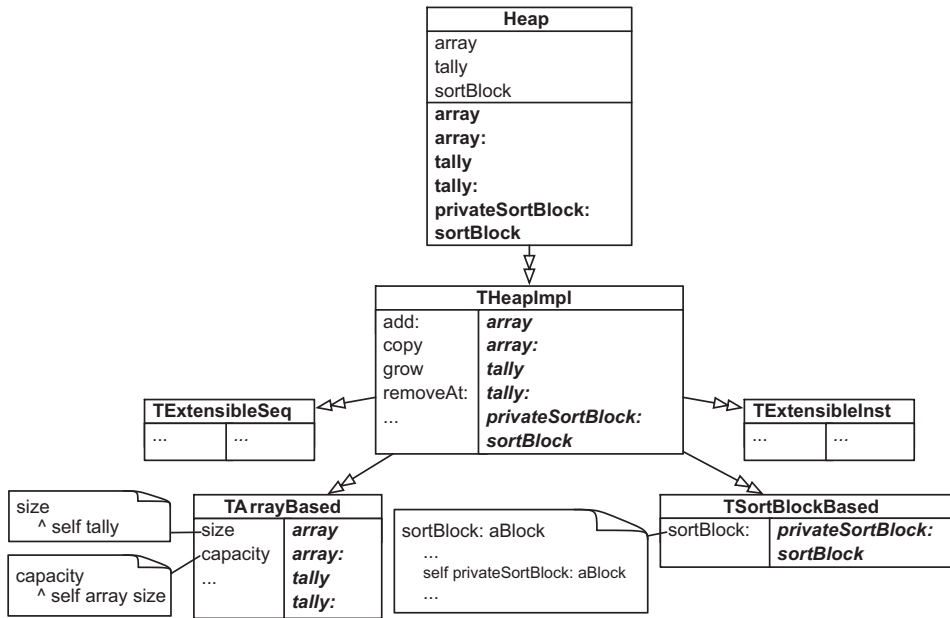 Heap
array
tally
sortBlock
array
array:
tally
tally:
privateSortBlock:
sortBlock
THeapImpl
add:
copy
grow
removeAt:
...
array
array:
tally
tally:
privateSortBlock:
sortBlock
TExtensibleSeq
... ...
TExtensibleInst
... ...
size
^ self tally
capacity
^ self array size
TArrayBased
size
capacity
...
array
array:
tally
tally:
sortBlock: aBlock
...
self privateSortBlock: aBlock
...
TSortBlockBased
sortBlock:
privateSortBlock:
sortBlock